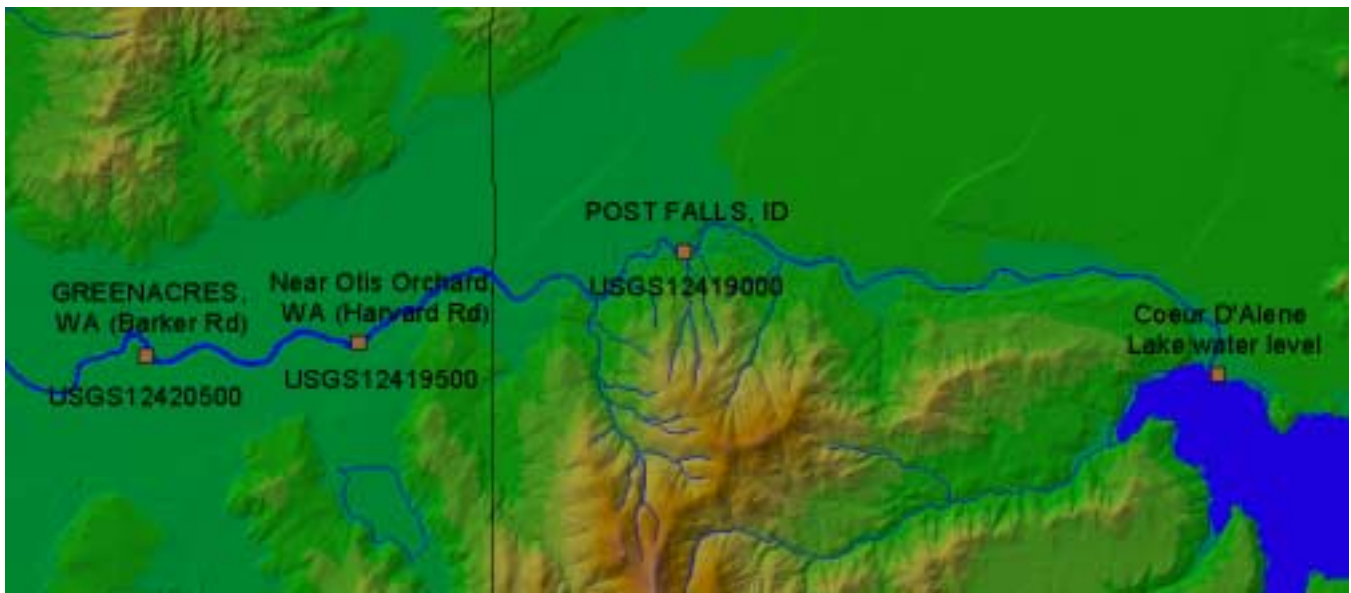 POST FALLS, ID
USGS12419000
Near Otis Orchard
WA (Harvard Rd)
USGS12419500
GREENACRES,
WA (Barker Rd)
USGS12420500
Coeur D'Alene
Lake water level